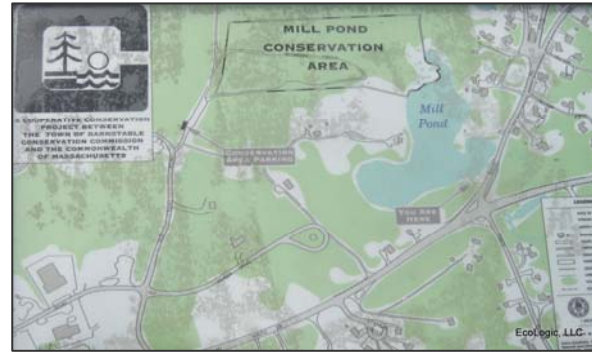 MILL POND
CONSERVATION
AREA
A COOPERATIVE CONSERVATION
PROJECT BETWEEN
THE TOWN OF BARNSTABLE
CONSERVATION COMMISSION
AND THE COMMONWEALTH
OF MASSACHUSETTS
Mill
Pond
CONSERVATION
AREA PARKING
YOU ARE
HERE
LEGEND
EcoLogic, LLC